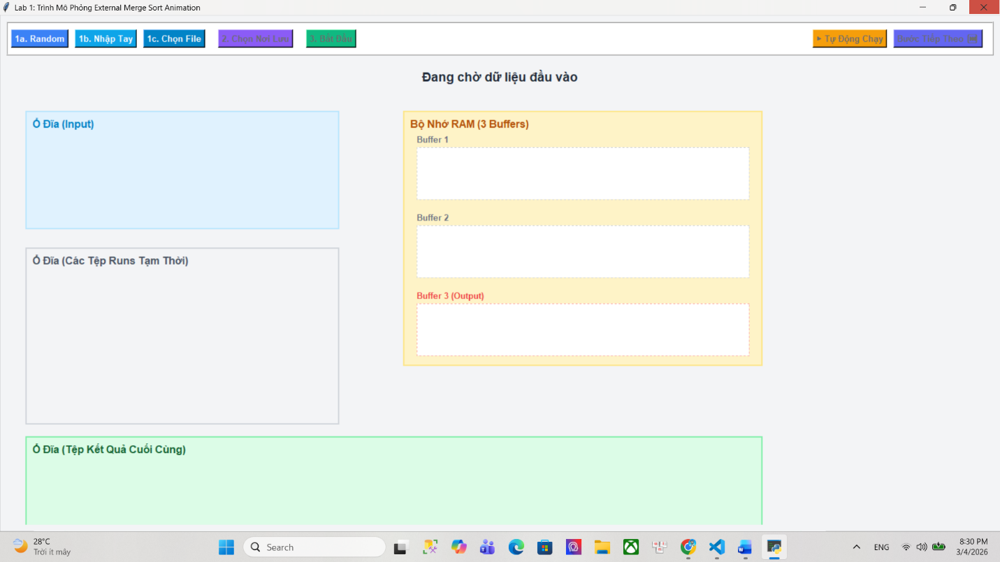 Lab 1: Trình Mô Phỏng External Merge Sort Animation
1a. Random 1b. Nhập Tay 1c. Chọn File 2. Chọn Nơi Lưu 3. Bắt Đầu ▸ Tự Động Chạy Bước Tiếp Theo
Đang chờ dữ liệu đầu vào
Ổ Đĩa (Input)
Bộ Nhớ RAM (3 Buffers)
Buffer 1
Buffer 2
Ổ Đĩa (Các Tệp Runs Tạm Thời)
Buffer 3 (Output)
Ổ Đĩa (Tệp Kết Quả Cuối Cùng)
28°C
Trời ít mây
Search
ENG
8:30 PM
3/4/2026